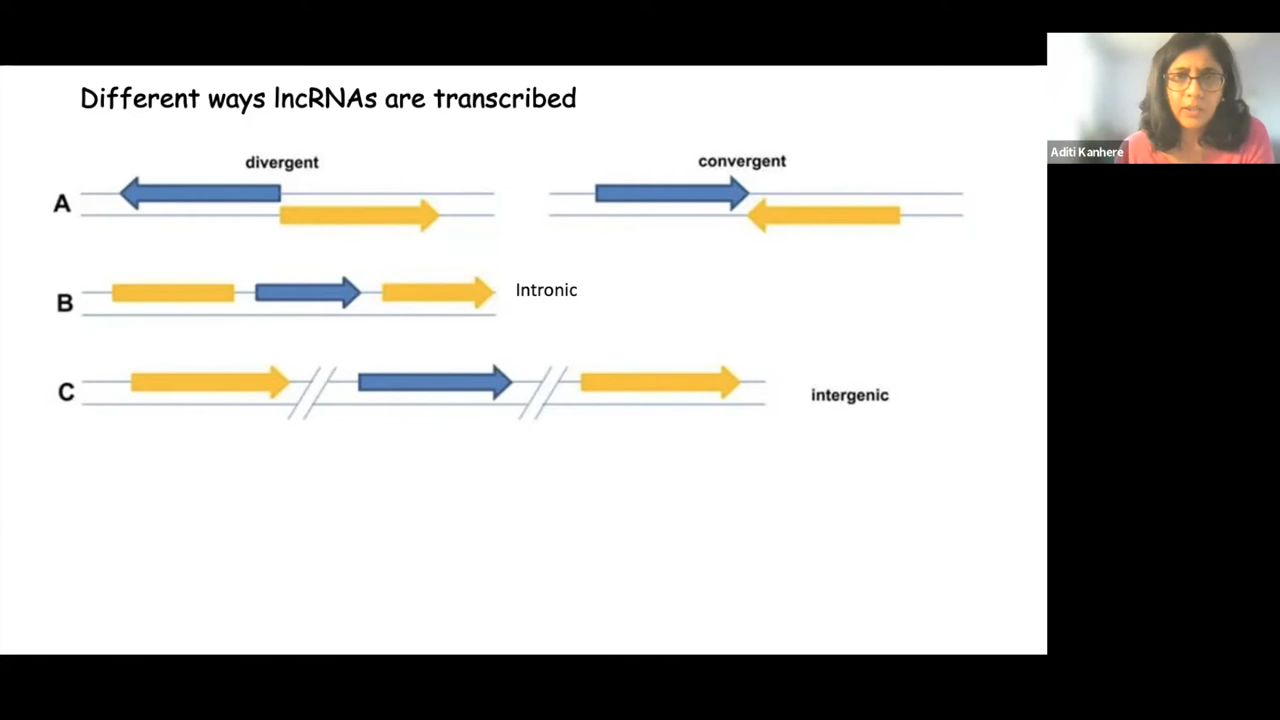 Different ways lncRNAs are transcribed
Aditi Kanhere
divergent
convergent
A
B
Intronic
C
intergenic